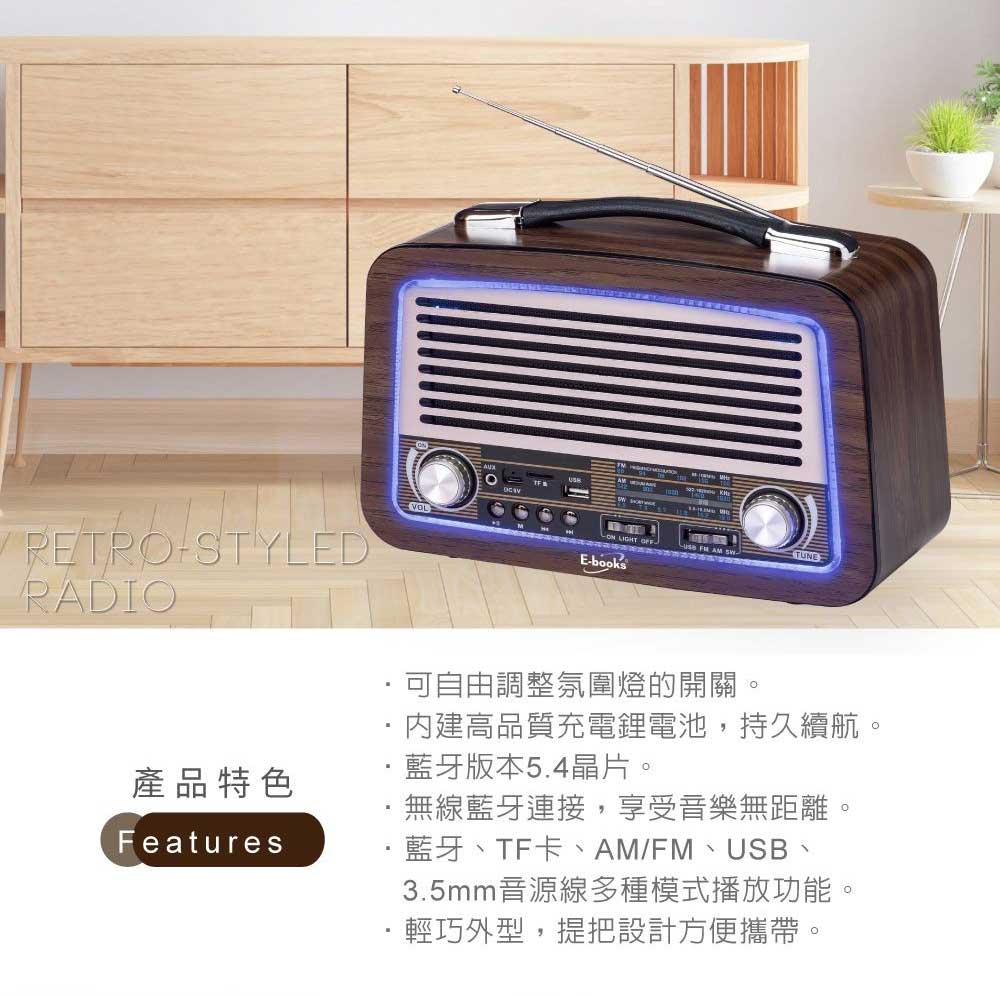 ON
VOL
AUX
DC5V
TF
USB
FM
AM
SW
MHz
KHz
ON LIGHT OFF
USB FM AM SW
TUNE
E-books
RETRO-STYLED
RADIO
產品特色
Features
·可自由調整氛圍燈的開關。
·內建高品質充電鋰電池，持久續航。
·藍牙版本5.4晶片。
·無線藍牙連接，享受音樂無距離。
·藍牙、TF卡、AM/FM、USB、
3.5mm音源線多種模式播放功能。
·輕巧外型，提把設計方便攜帶。